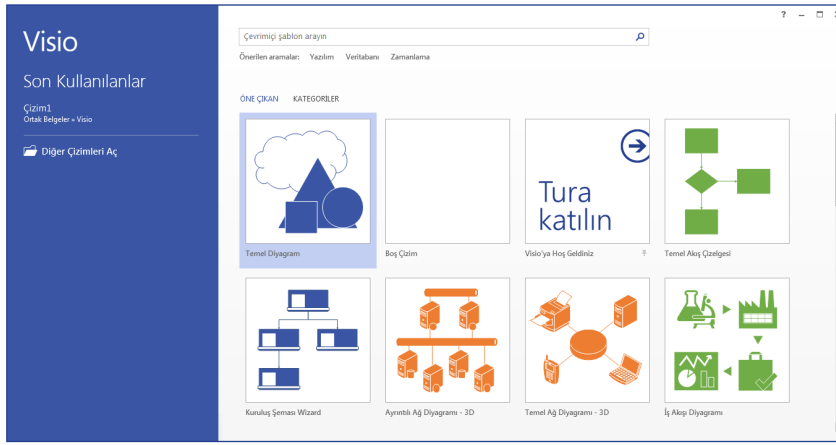 Visio
Son Kullanılanlar
Çizim1
Ortak Belgeler » Visio
Diğer Çizimleri Aç
?
Çevrimiçi şablon arayın
Önerilen aramalar: Yazılım Veritabanı Zamanlama
ÖNE ÇIKAN KATEGORİLER
Tura
katılın
Temel Diyagram
Boş Çizim
Visio'ya Hoş Geldiniz
Temel Akış Çizelgesi
Kuruluş Şeması Wizard
Ayrıntılı Ağ Diyagramı - 3D
Temel Ağ Diyagramı - 3D
İş Akışı Diyagramı